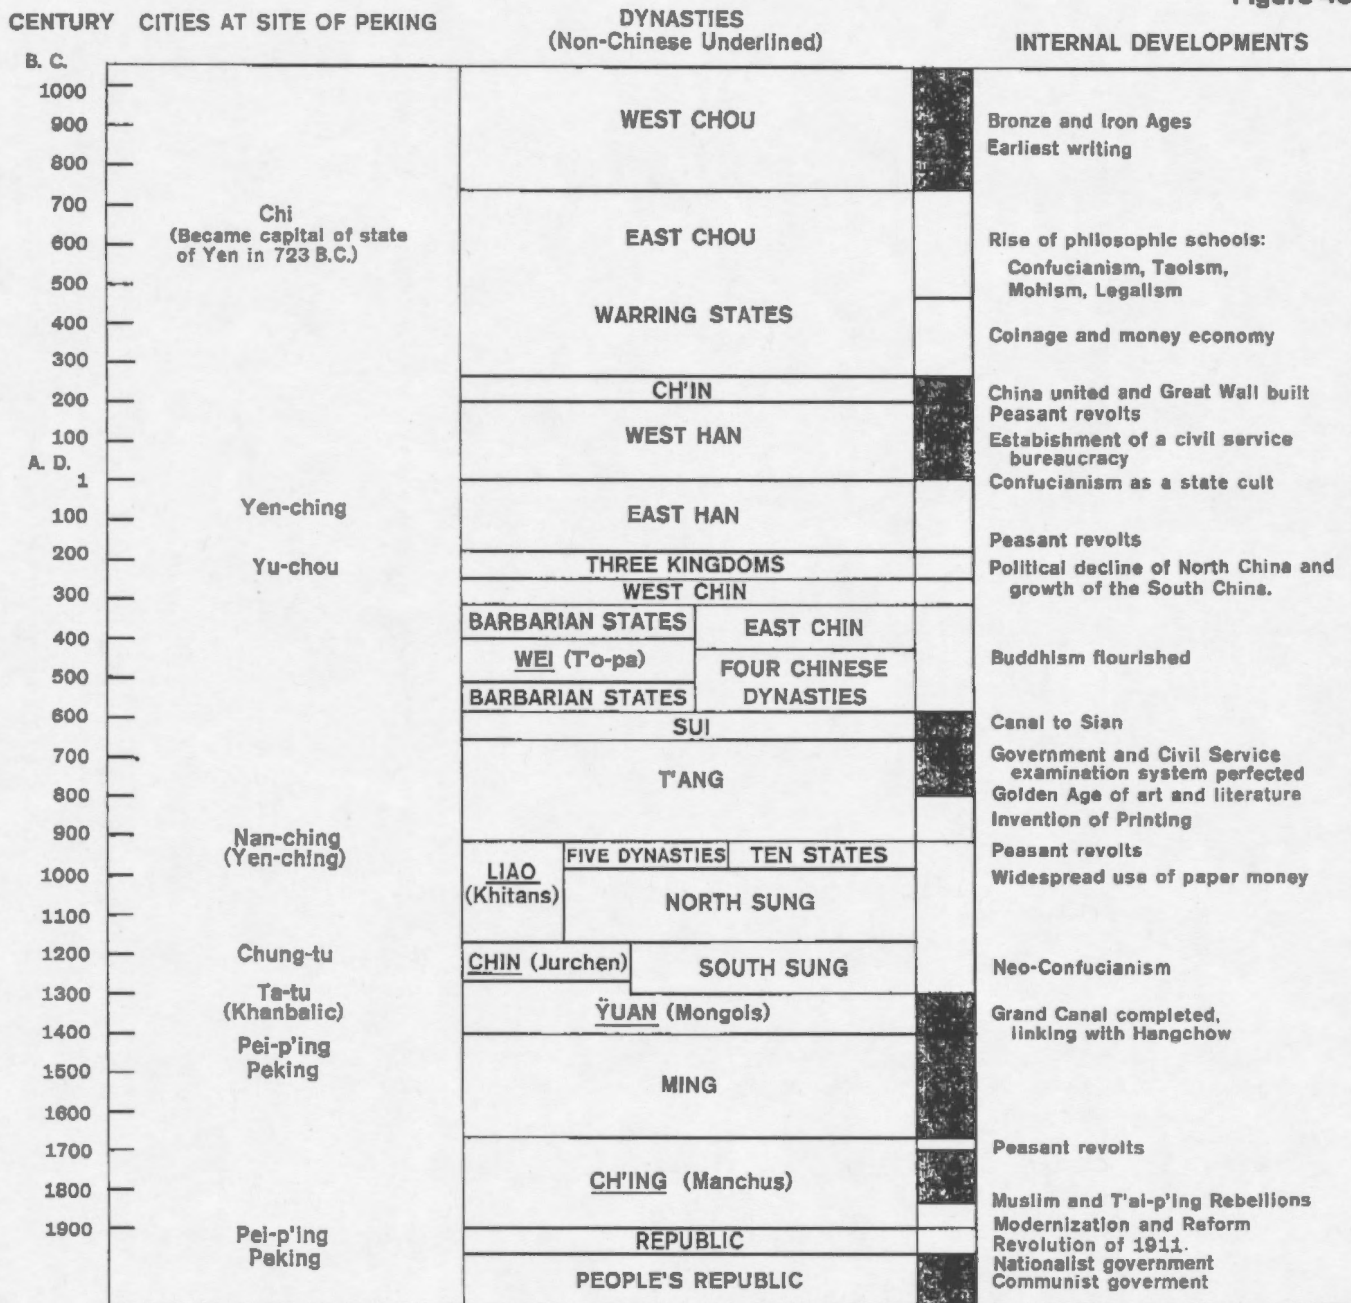 Figure 48
CENTURY
CITIES AT SITE OF PEKING
DYNASTIES
(Non-Chinese Underlined)
INTERNAL DEVELOPMENTS
B. C.
1000
900
800
700
600
500
400
300
200
100
A. D.
1
100
200
300
400
500
600
700
800
900
1000
1100
1200
1300
1400
1500
1600
1700
1800
1900
Chi
(Became capital of state
of Yen in 723 B.C.)
Yen-ching
Yu-chou
Nan-ching
(Yen-ching)
Chung-tu
Ta-tu
(Khanbalic)
Pei-p'ing
Peking
Pei-p'ing
Peking
WEST CHOU
EAST CHOU
WARRING STATES
CH'IN
WEST HAN
EAST HAN
THREE KINGDOMS
WEST CHIN
BARBARIAN STATES
EAST CHIN
WEI (T'o-pa)
FOUR CHINESE
DYNASTIES
BARBARIAN STATES
SUI
T'ANG
LIAO
(Khitans)
FIVE DYNASTIES
TEN STATES
NORTH SUNG
CHIN (Jurchen)
SOUTH SUNG
ŸUAN (Mongols)
MING
CH'ING (Manchus)
REPUBLIC
PEOPLE'S REPUBLIC
Bronze and Iron Ages
Earliest writing
Rise of philosophic schools:
Confucianism, Taoism,
Mohism, Legalism
Coinage and money economy
China united and Great Wall built
Peasant revolts
Estabishment of a civil service
bureaucracy
Confucianism as a state cult
Peasant revolts
Political decline of North China and
growth of the South China.
Buddhism flourished
Canal to Sian
Government and Civil Service
examination system perfected
Golden Age of art and literature
Invention of Printing
Peasant revolts
Widespread use of paper money
Neo-Confucianism
Grand Canal completed,
linking with Hangchow
Peasant revolts
Muslim and T'ai-p'ing Rebellions
Modernization and Reform
Revolution of 1911.
Nationalist government
Communist goverment